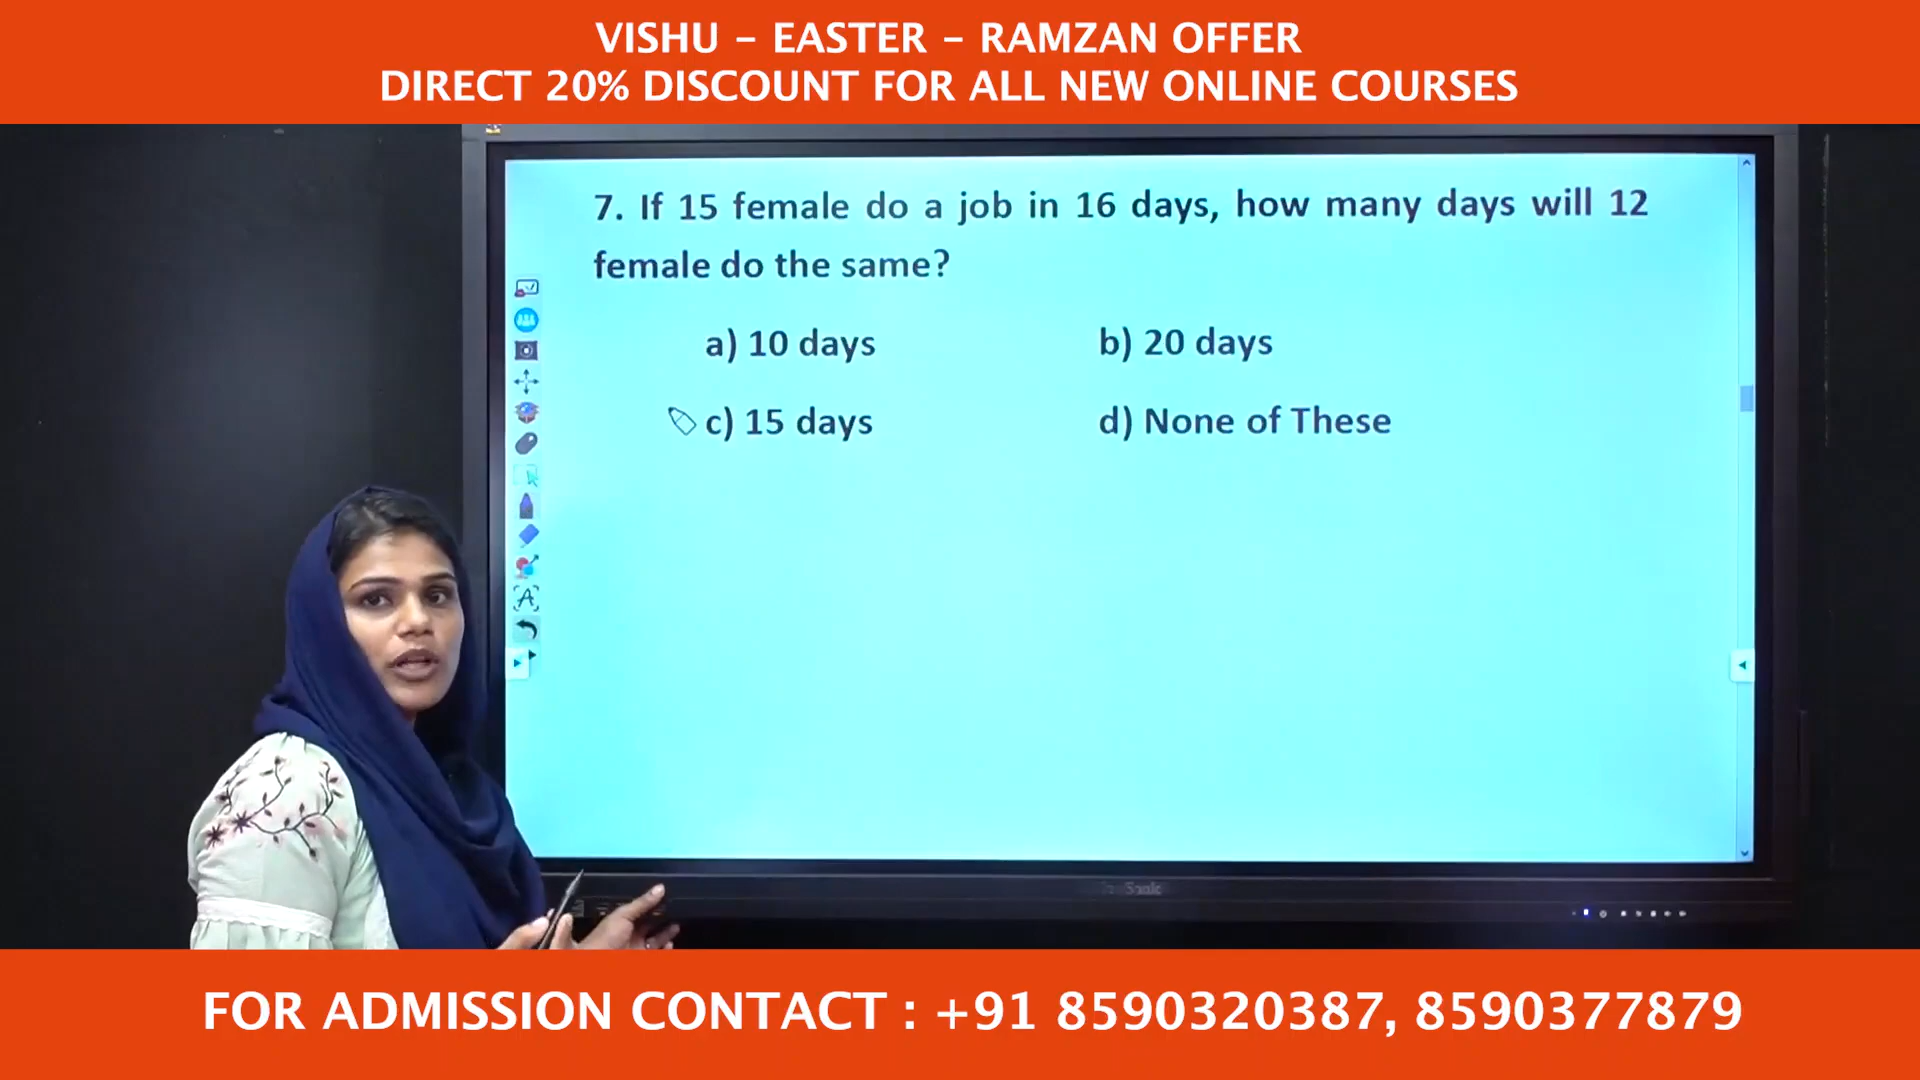 VISHU – EASTER – RAMZAN OFFER
DIRECT 20% DISCOUNT FOR ALL NEW ONLINE COURSES
7. If 15 female do a job in 16 days, how many days will 12
female do the same?
a) 10 days
b) 20 days
c) 15 days
d) None of These
FOR ADMISSION CONTACT : +91 8590320387, 8590377879